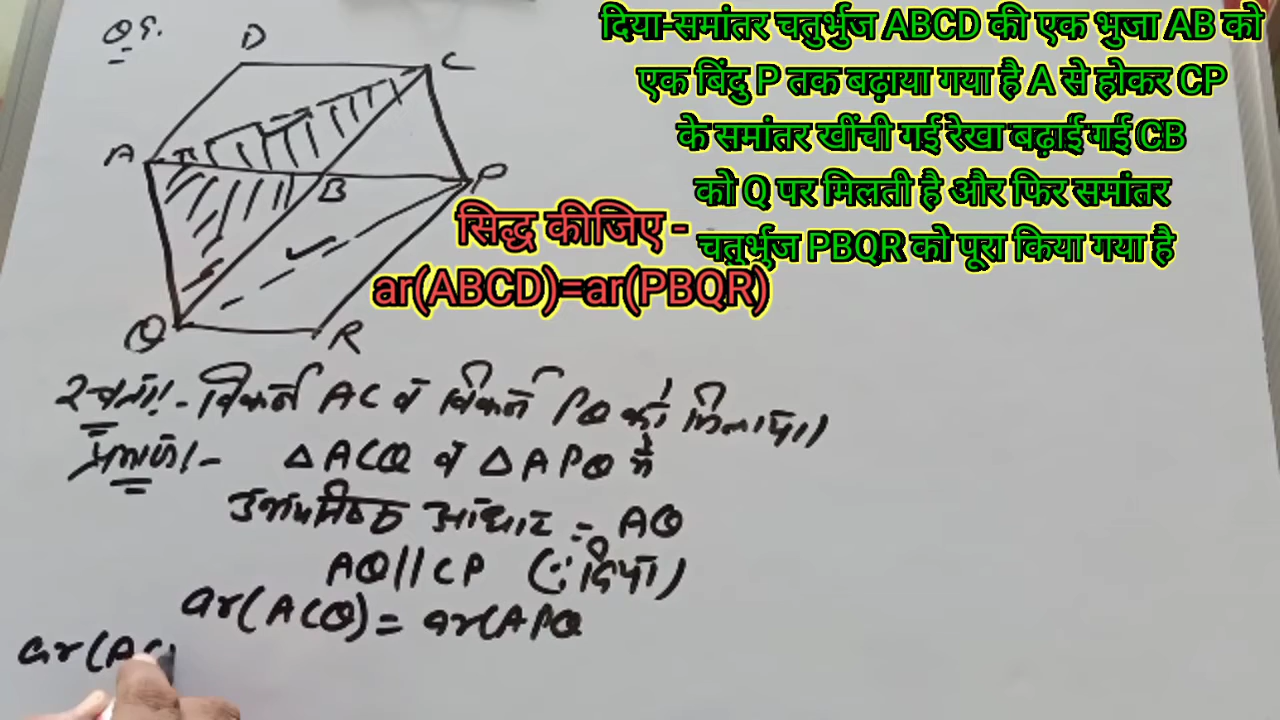 Q 9.
D
C
A
B
P
Q
R
दिया-समांतर चतुर्भुज ABCD की एक भुजा AB को
एक बिंदु P तक बढ़ाया गया है A से होकर CP
के समांतर खींची गई रेखा बढ़ाई गई CB
को Q पर मिलती है और फिर समांतर
चतुर्भुज PBQR को पूरा किया गया है
सिद्ध कीजिए -
ar(ABCD)=ar(PBQR)
रचना:- विकर्ण AC व विकर्ण PQ को मिलाया।
प्रमाण:- △ACQ व △APQ में
उभयनिष्ठ आधार = AQ
AQ||CP (∵ दिया)
ar(ACQ) = ar(APQ
ar(AC